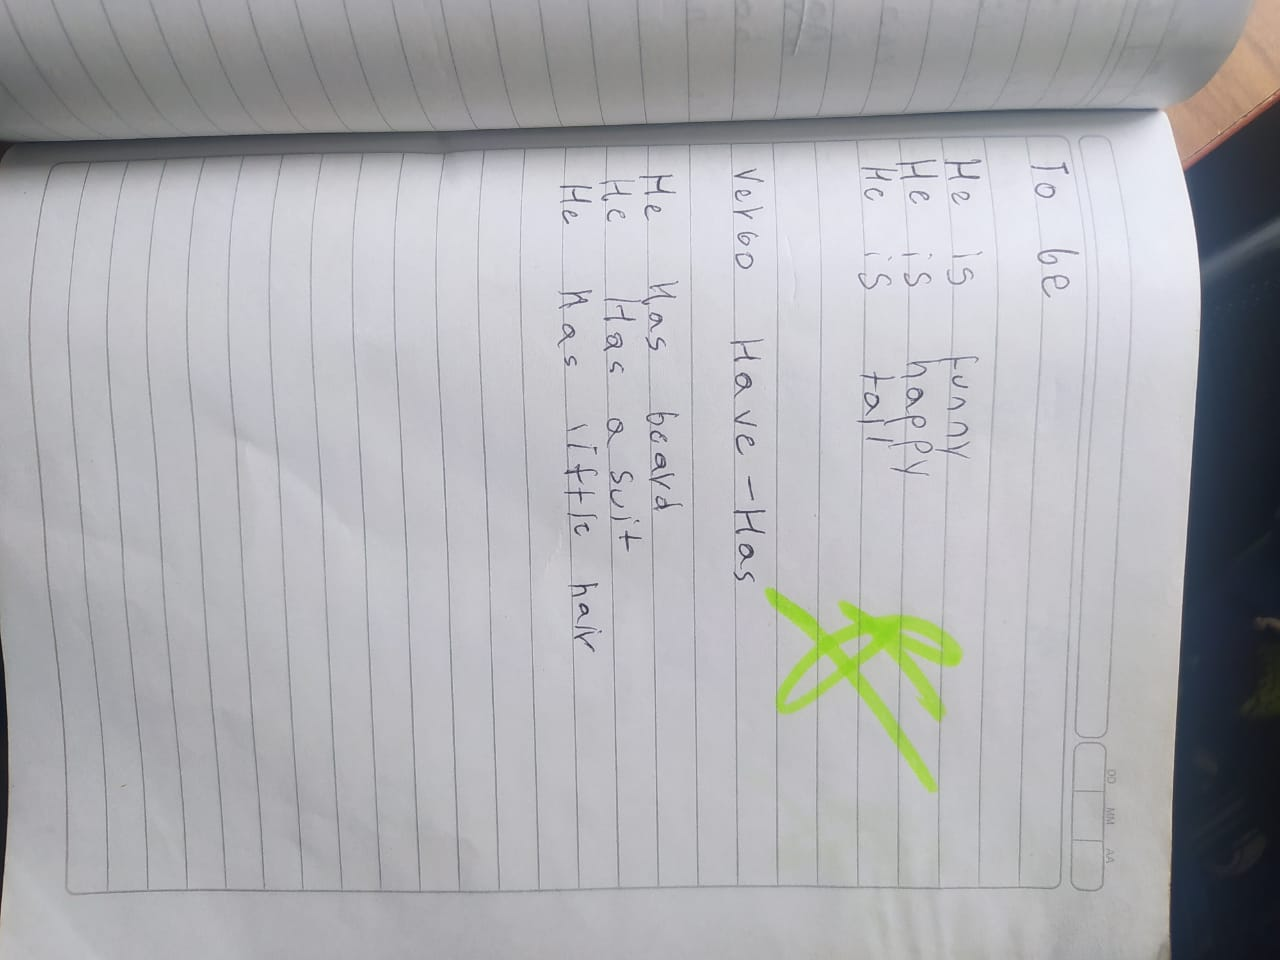 DD MM AA
To be
He is funny
He is happy
He is tall
Verbo Have - Has
He has beard
He Has a suit
He has hair